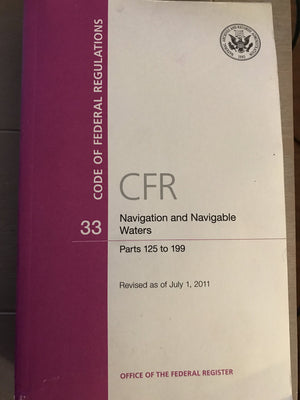 CODE OF FEDERAL REGULATIONS
CFR
33
Navigation and Navigable
Waters
Parts 125 to 199
Revised as of July 1, 2011
OFFICE OF THE FEDERAL REGISTER